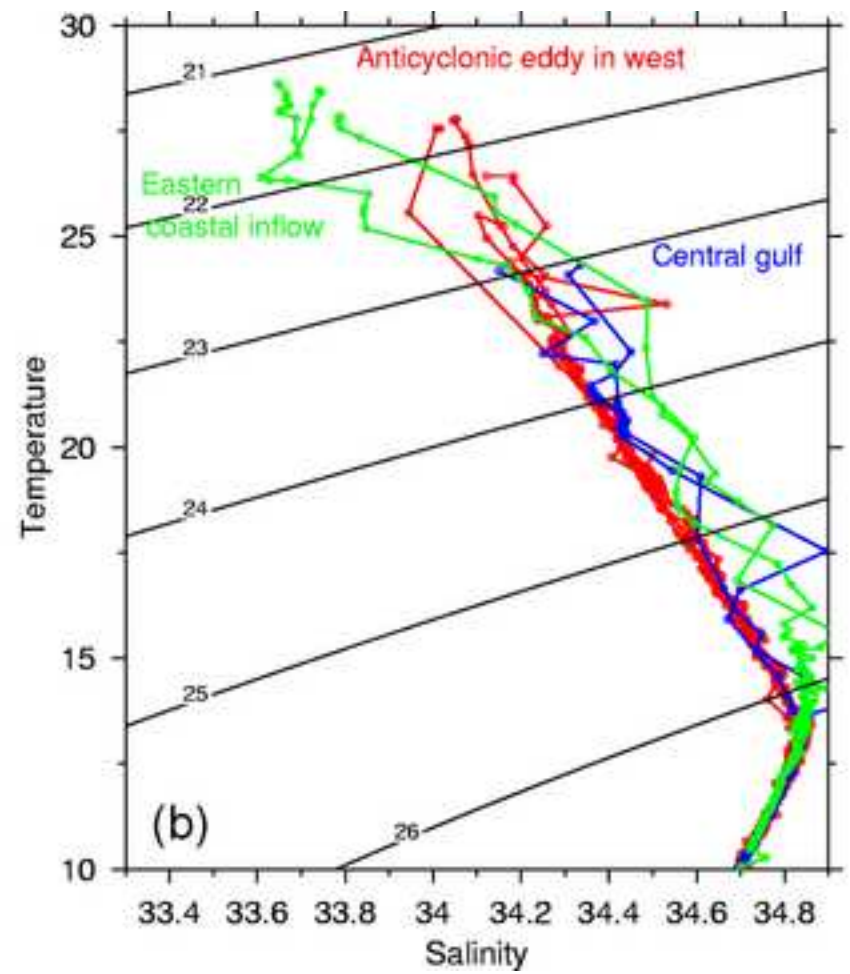 30
25
20
15
10
Temperature
21
22
23
24
25
26
Anticyclonic eddy in west
Eastern
coastal inflow
Central gulf
(b)
33.4 33.6 33.8 34 34.2 34.4 34.6 34.8
Salinity